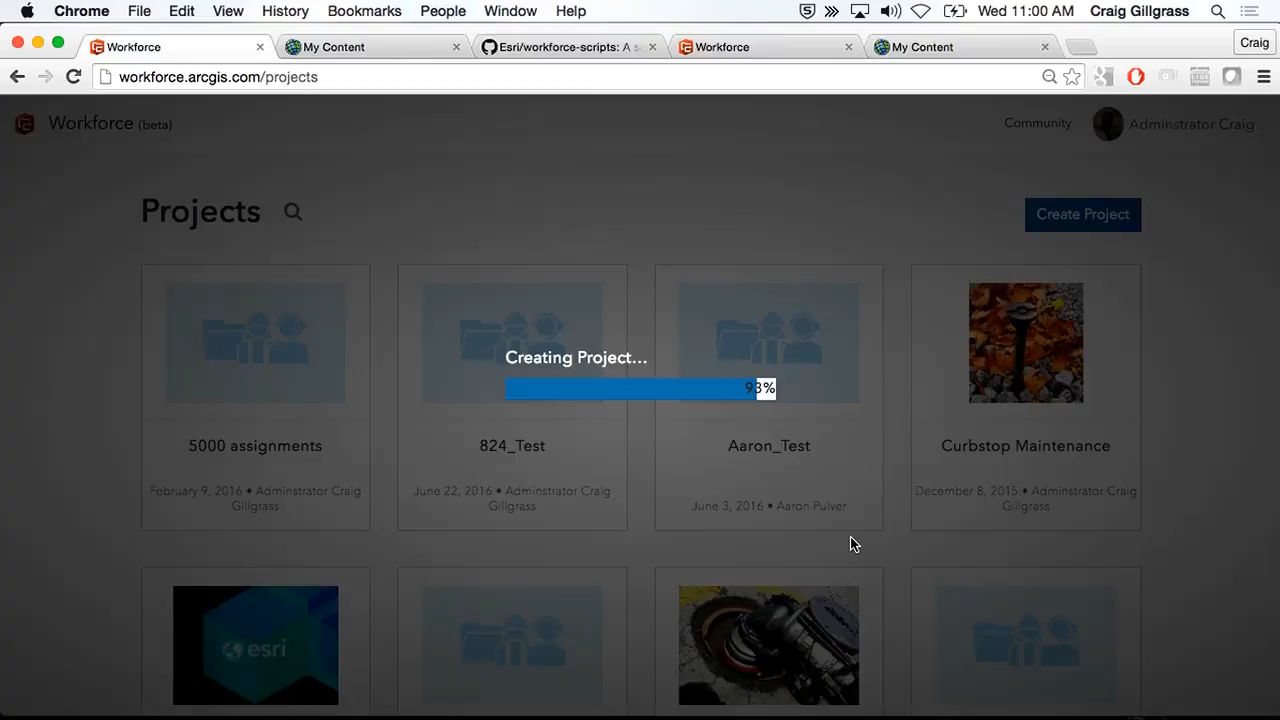 Chrome File Edit View History Bookmarks People Window Help Wed 11:00 AM Craig Gillgrass
Workforce My Content Esri/workforce-scripts: A s Workforce My Content Craig
workforce.arcgis.com/projects
Workforce (beta) Community Adminstrator Craig
Projects Create Project
Creating Project...
93%
5000 assignments 824_Test Aaron_Test Curbstop Maintenance
February 9, 2016 • Adminstrator Craig June 22, 2016 • Adminstrator Craig June 3, 2016 • Aaron Pulver December 8, 2015 • Adminstrator Craig
Gillgrass Gillgrass Gillgrass
esri